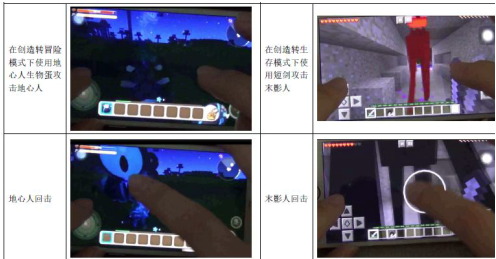 在创造转冒险
模式下使用地
心人生物蛋攻
击地心人
在创造转生
存模式下使
用短剑攻击
末影人
地心人回击
末影人回击